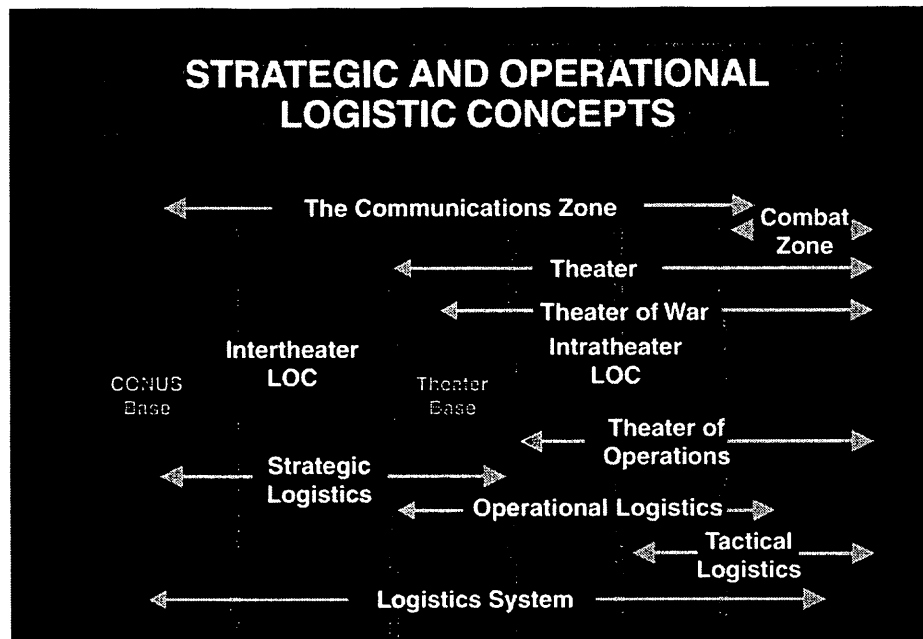 STRATEGIC AND OPERATIONAL
LOGISTIC CONCEPTS
The Communications Zone
Combat
Zone
Theater
Theater of War
Intertheater
LOC
Intratheater
LOC
CONUS
Base
Theater
Base
Theater of
Operations
Strategic
Logistics
Operational Logistics
Tactical
Logistics
Logistics System